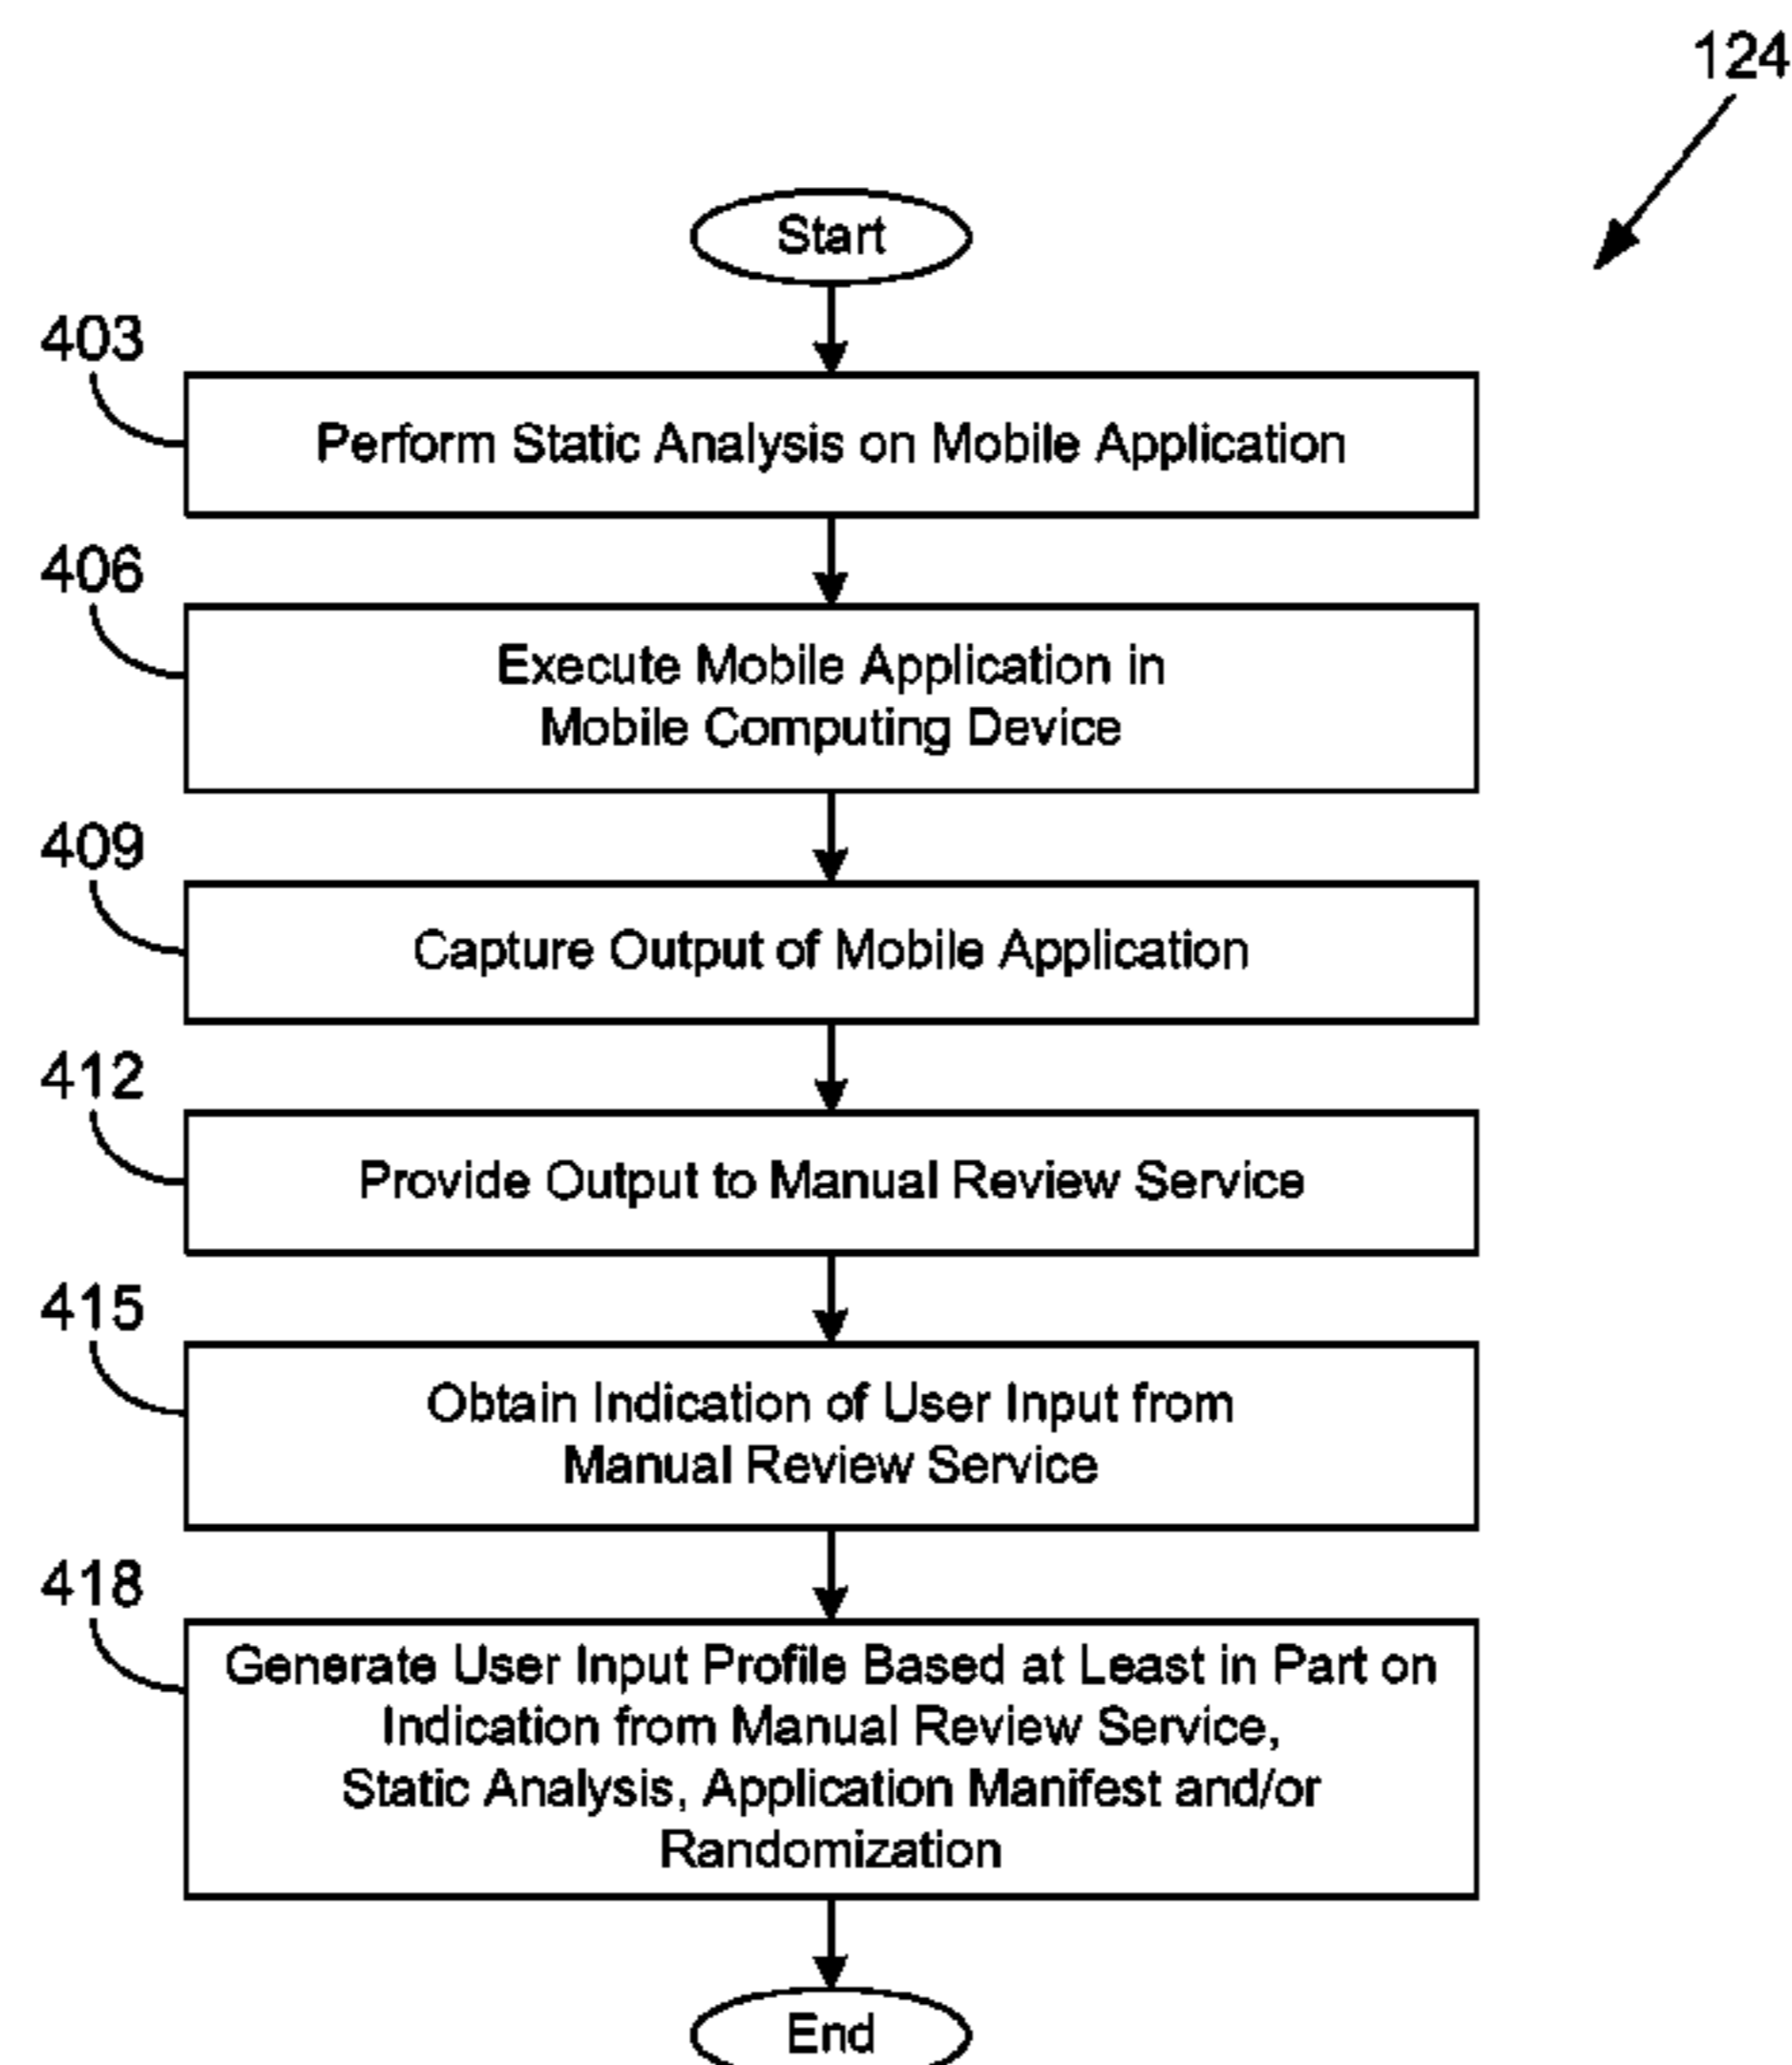 124
Start
403
Perform Static Analysis on Mobile Application
406
Execute Mobile Application in
Mobile Computing Device
409
Capture Output of Mobile Application
412
Provide Output to Manual Review Service
415
Obtain Indication of User Input from
Manual Review Service
418
Generate User Input Profile Based at Least in Part on
Indication from Manual Review Service,
Static Analysis, Application Manifest and/or
Randomization
End